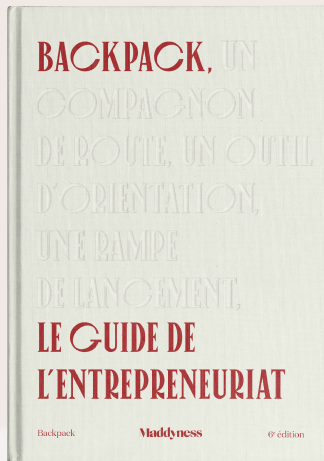 BACKPACK, UN
COMPAGNON
DE ROUTE, UN OUTIL
D'ORIENTATION,
UNE RAMPE
DE LANCEMENT,
LE GUIDE DE
L'ENTREPRENEURIAT
Backpack Maddyness 6e édition